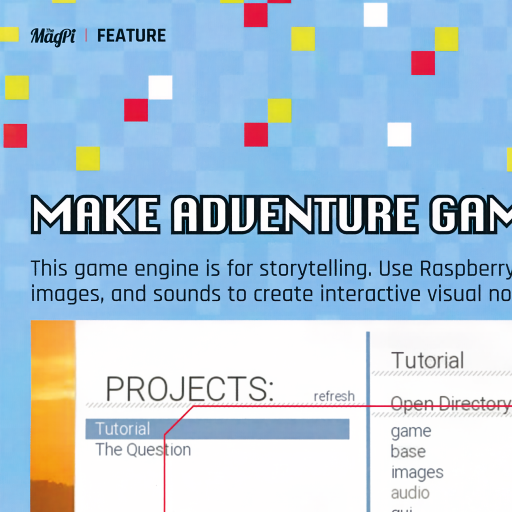 MagPi | FEATURE
MAKE ADVENTURE GAM
This game engine is for storytelling. Use Raspberry
images, and sounds to create interactive visual no
PROJECTS:
refresh
Tutorial
The Question
Tutorial
Open Directory
game
base
images
audio
gui